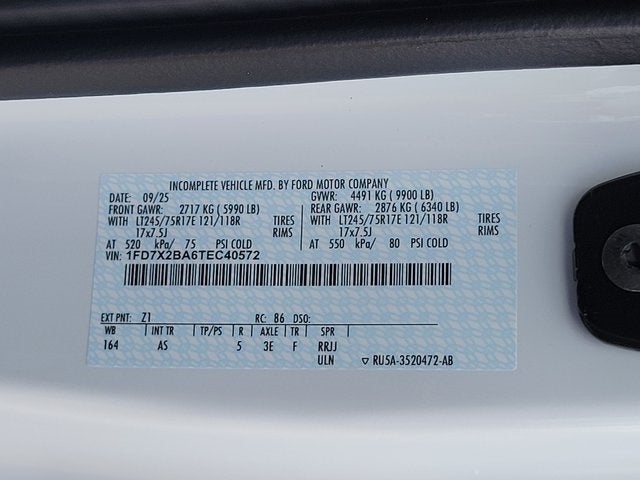 INCOMPLETE VEHICLE MFD. BY FORD MOTOR COMPANY
DATE: 09/25 GVWR: 4491 KG ( 9900 LB)
FRONT GAWR: 2717 KG ( 5990 LB) REAR GAWR: 2876 KG ( 6340 LB)
WITH LT245/75R17E 121/118R TIRES WITH LT245/75R17E 121/118R TIRES
17x7.5J RIMS 17x7.5J RIMS
AT 520 kPa/ 75 PSI COLD AT 550 kPa/ 80 PSI COLD
VIN: 1FD7X2BA6TEC40572
EXT PNT: Z1 RC: 86 DSO:
WB INT TR TP/PS R AXLE TR SPR
164 AS 5 3E F RRJJ
ULN ▽ RU5A-3520472-AB